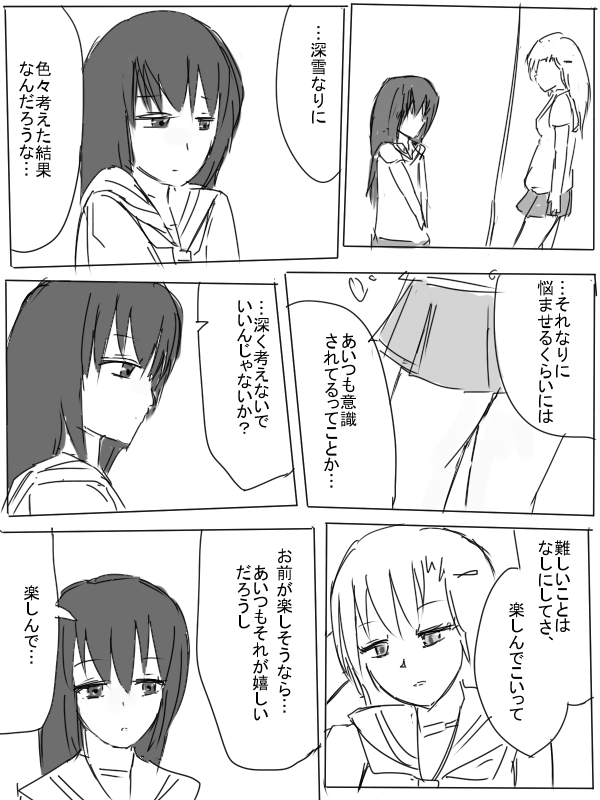 …深雪なりに
色々考えた結果
なんだろうな…
…それなりに
悩ませるくらいには
あいつも意識
されてるってことか…
…深く考えないで
いいんじゃないか？
難しいことは
なしにしてさ、
楽しんでこいって
お前が楽しそうなら…
あいつもそれが嬉しい
だろうし
楽しんで…